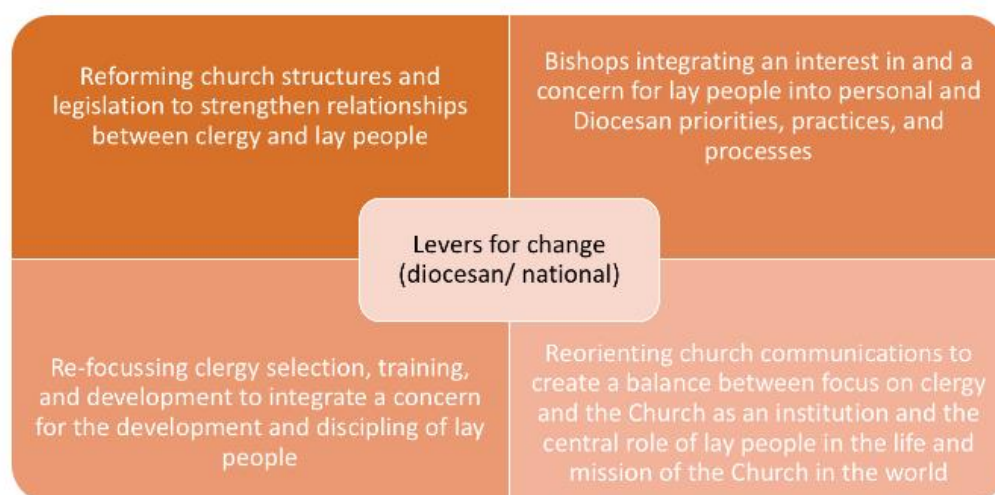 Reforming church structures and
legislation to strengthen relationships
between clergy and lay people
Bishops integrating an interest in and a
concern for lay people into personal and
Diocesan priorities, practices, and
processes
Levers for change
(diocesan/ national)
Re-focussing clergy selection, training,
and development to integrate a concern
for the development and discipling of lay
people
Reorienting church communications to
create a balance between focus on clergy
and the Church as an institution and the
central role of lay people in the life and
mission of the Church in the world